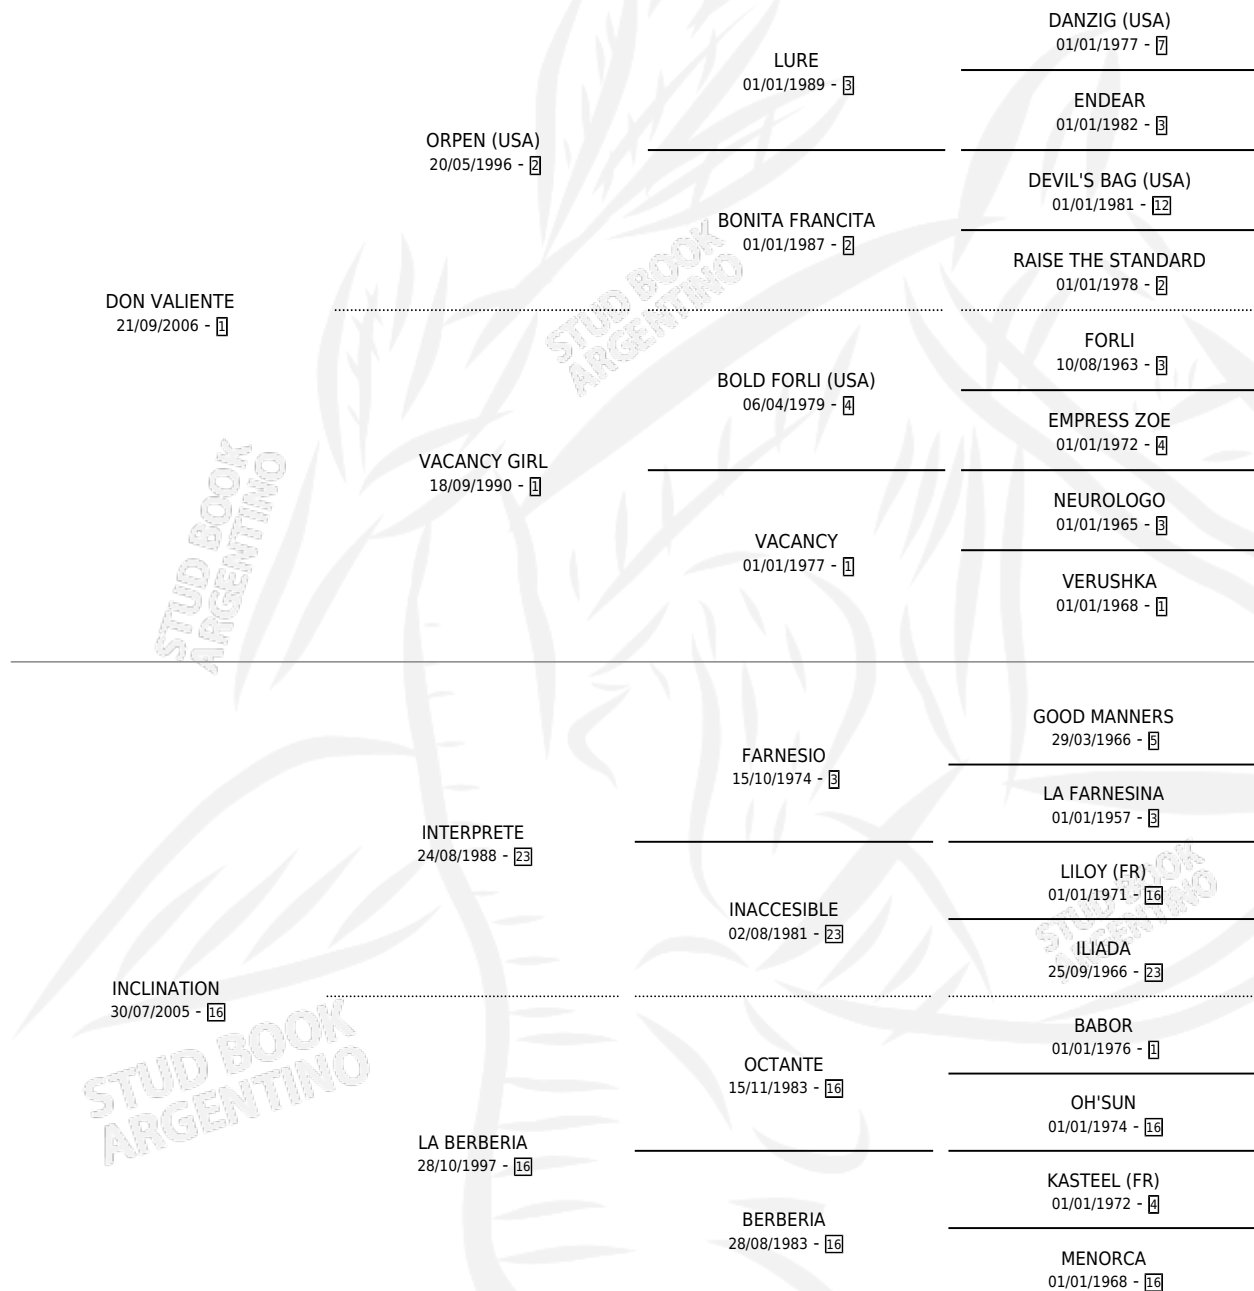 DANZIG (USA)
01/01/1977 - 7
LURE
01/01/1989 - 3
ENDEAR
01/01/1982 - 3
ORPEN (USA)
20/05/1996 - 2
DEVIL'S BAG (USA)
01/01/1981 - 12
BONITA FRANCITA
01/01/1987 - 2
RAISE THE STANDARD
01/01/1978 - 2
DON VALIENTE
21/09/2006 - 1
FORLI
10/08/1963 - 3
BOLD FORLI (USA)
06/04/1979 - 4
EMPRESS ZOE
01/01/1972 - 4
VACANCY GIRL
18/09/1990 - 1
NEUROLOGO
01/01/1965 - 3
VACANCY
01/01/1977 - 1
VERUSHKA
01/01/1968 - 1
GOOD MANNERS
29/03/1966 - 5
FARNESIO
15/10/1974 - 3
LA FARNESINA
01/01/1957 - 3
INTERPRETE
24/08/1988 - 23
LILOY (FR)
01/01/1971 - 16
INACCESIBLE
02/08/1981 - 23
ILIADA
25/09/1966 - 23
INCLINATION
30/07/2005 - 16
BABOR
01/01/1976 - 1
OCTANTE
15/11/1983 - 16
OH'SUN
01/01/1974 - 16
LA BERBERIA
28/10/1997 - 16
KASTEEL (FR)
01/01/1972 - 4
BERBERIA
28/08/1983 - 16
MENORCA
01/01/1968 - 16
STUD BOOK
ARGENTINO
STUD BOOK
ARGENTINO
STUD BOOK
ARGENTINO
STUD BOOK
ARGENTINO